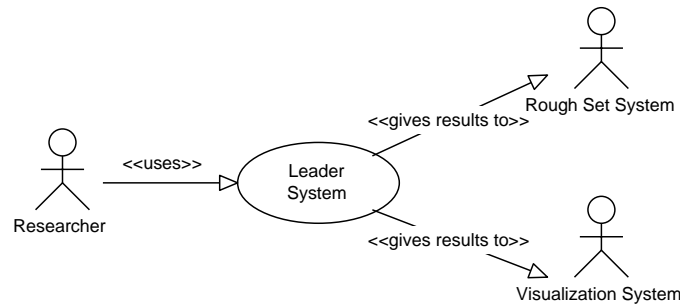 Rough Set System
<<gives results to>>
<<uses>>
Leader
System
Researcher
<<gives results to>>
Visualization System